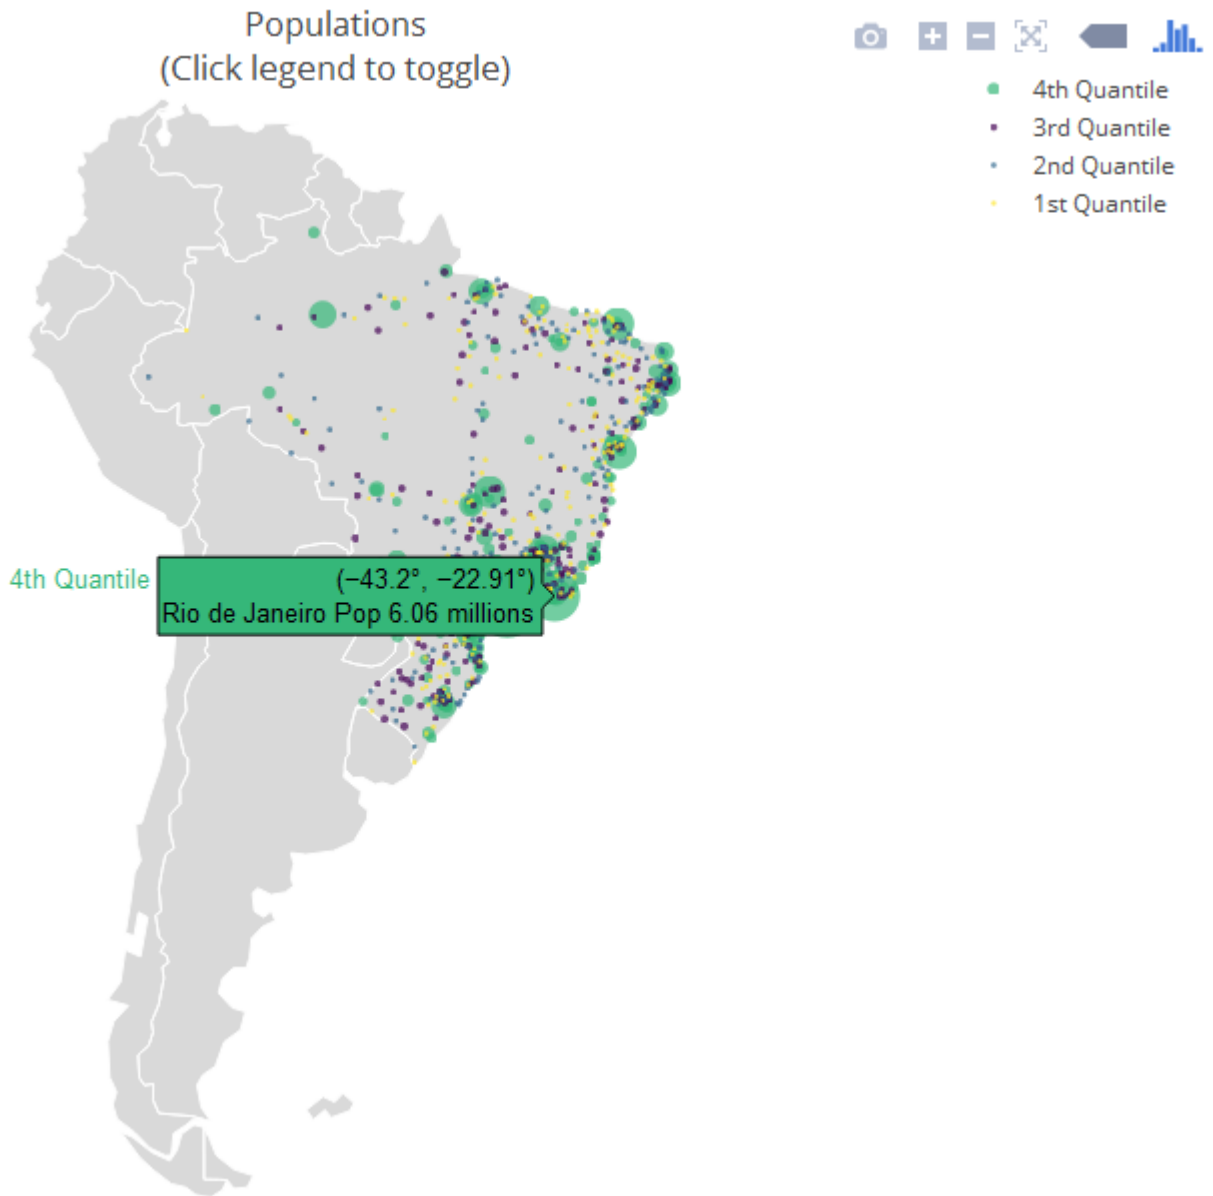 Populations
(Click legend to toggle)
4th Quantile
3rd Quantile
2nd Quantile
1st Quantile
4th Quantile
(−43.2°, −22.91°)
Rio de Janeiro Pop 6.06 millions